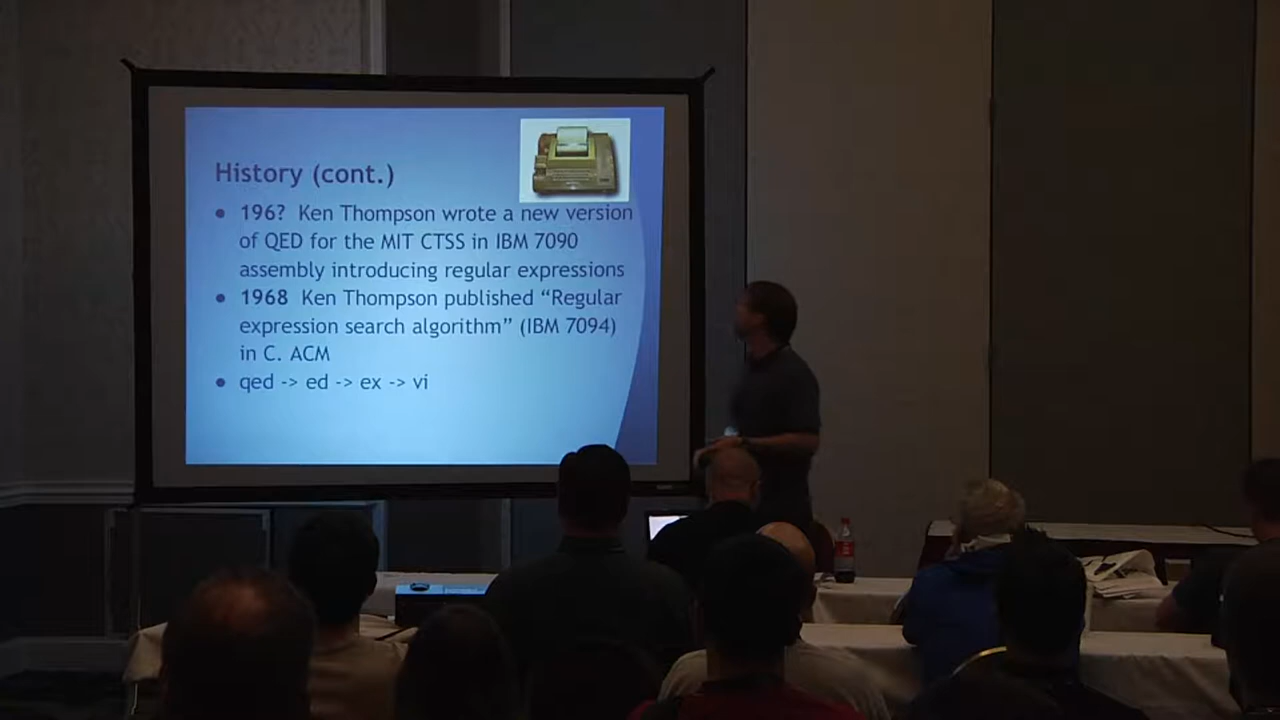 History (cont.)
• 196? Ken Thompson wrote a new version
of QED for the MIT CTSS in IBM 7090
assembly introducing regular expressions
• 1968 Ken Thompson published “Regular
expression search algorithm” (IBM 7094)
in C. ACM
• qed -> ed -> ex -> vi